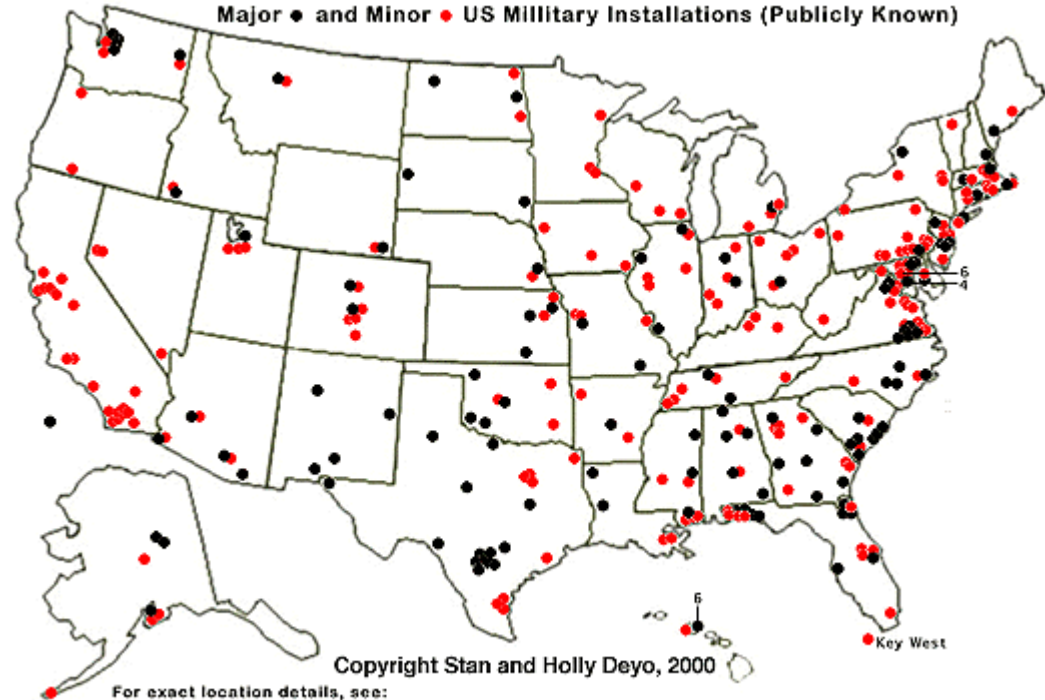 Major ● and Minor ● US Millitary Installations (Publicly Known)
6
4
6
Key West
Copyright Stan and Holly Deyo, 2000
For exact location details, see: